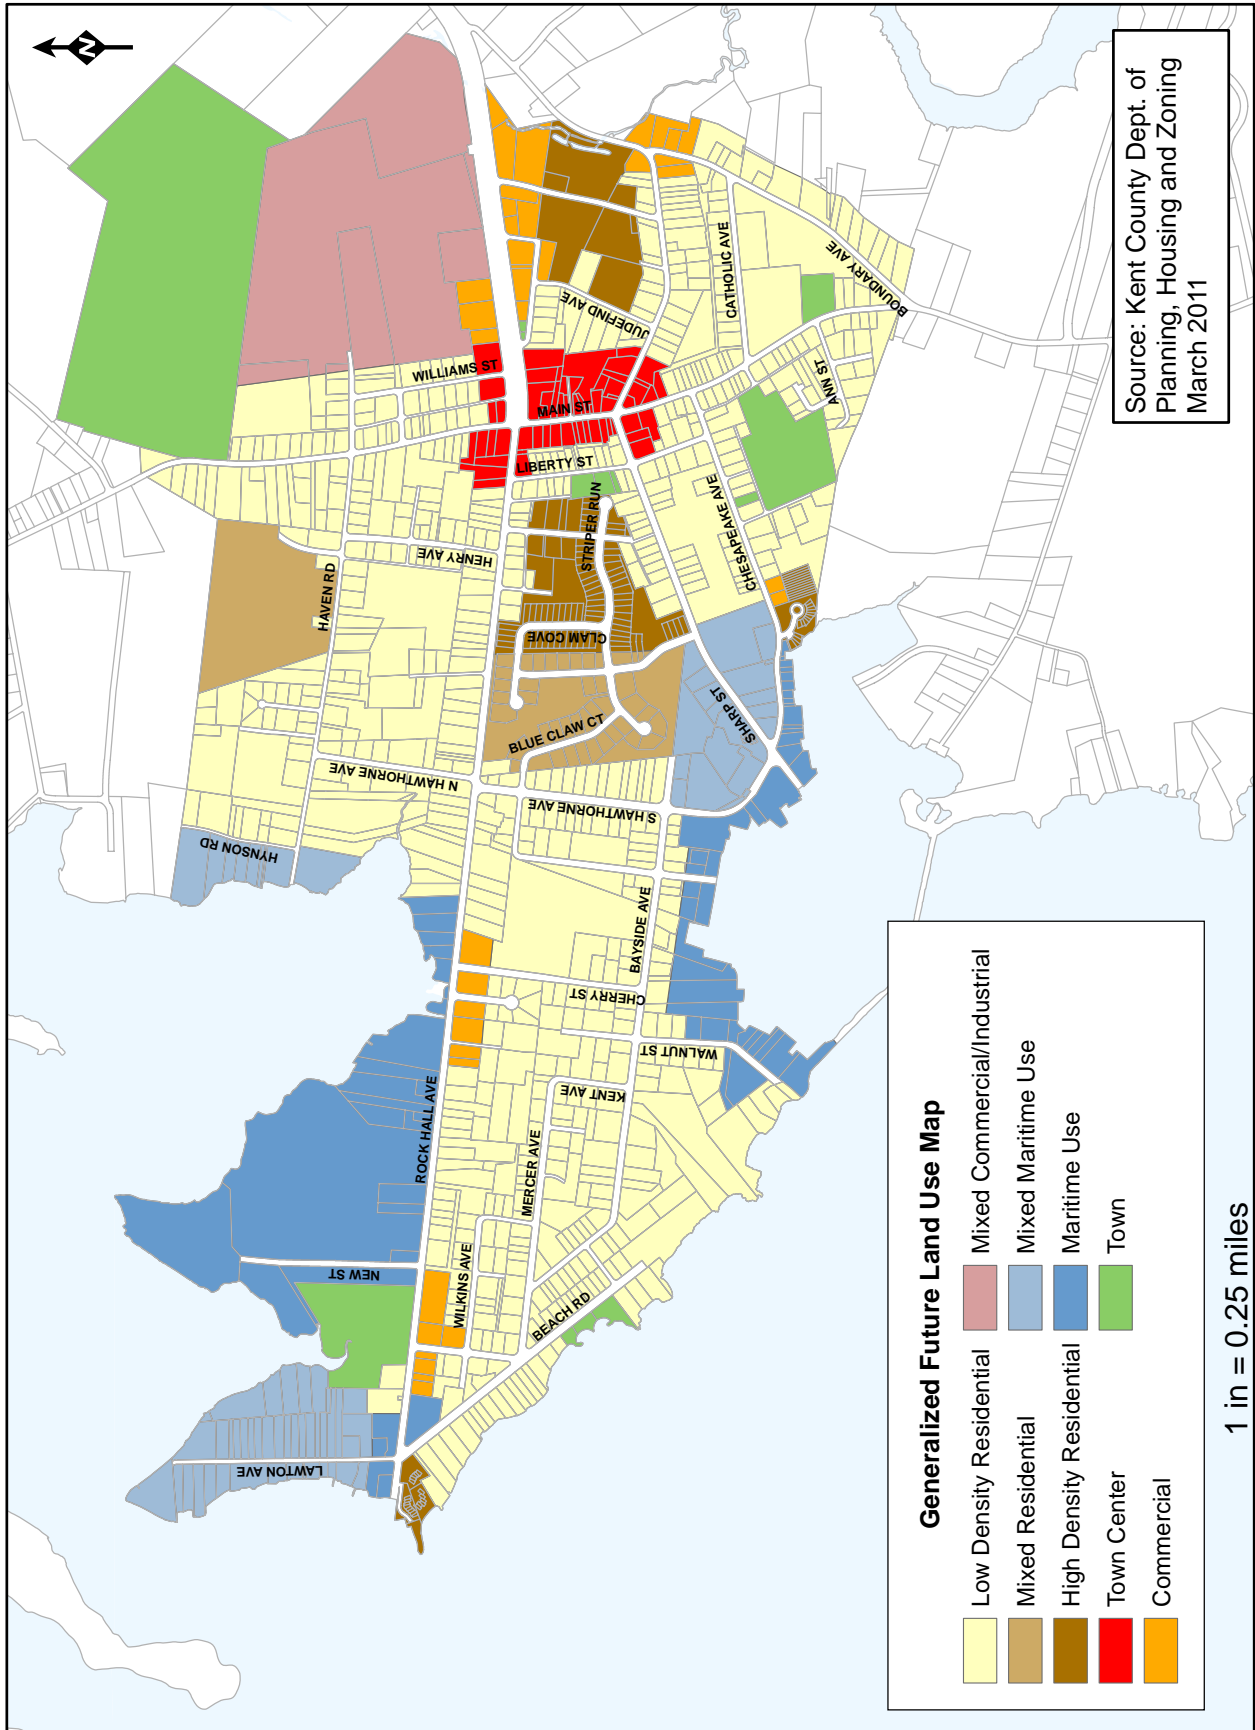 N
Source: Kent County Dept. of
Planning, Housing and Zoning
March 2011
WILLIAMS ST
MAIN ST
LIBERTY ST
JUDEFIND AVE
CATHOLIC AVE
BOUNDARY AVE
ANN ST
CHESAPEAKE AVE
STRIPER RUN
HENRY AVE
HAVEN RD
CLAM COVE
BLUE CLAW CT
SHARP ST
N HAWTHORNE AVE
S HAWTHORNE AVE
HYNSON RD
BAYSIDE AVE
CHERRY ST
WALNUT ST
KENT AVE
ROCK HALL AVE
MERCER AVE
WILKINS AVE
NEW ST
BEACH RD
LAWTON AVE
Generalized Future Land Use Map
Low Density Residential
Mixed Residential
High Density Residential
Town Center
Commercial
Mixed Commercial/Industrial
Mixed Maritime Use
Maritime Use
Town
1 in = 0.25 miles